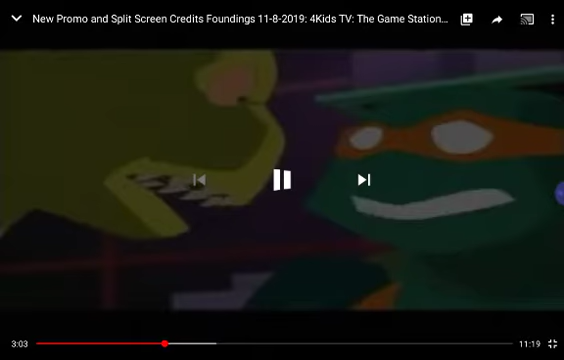 New Promo and Split Screen Credits Foundings 11-8-2019: 4Kids TV: The Game Station...
3:03
11:19